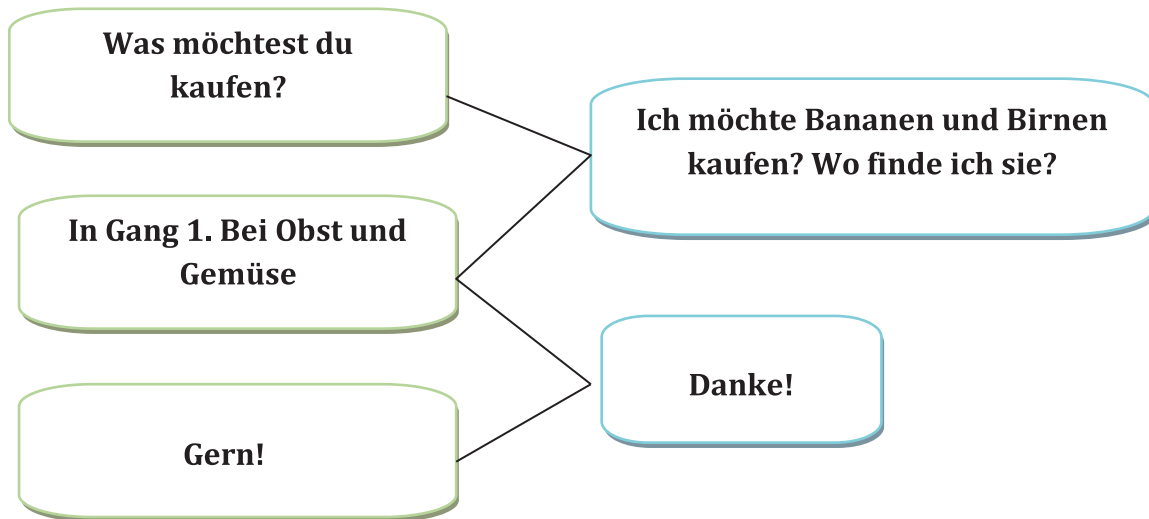 Was möchtest du
kaufen?
Ich möchte Bananen und Birnen
kaufen? Wo finde ich sie?
In Gang 1. Bei Obst und
Gemüse
Danke!
Gern!